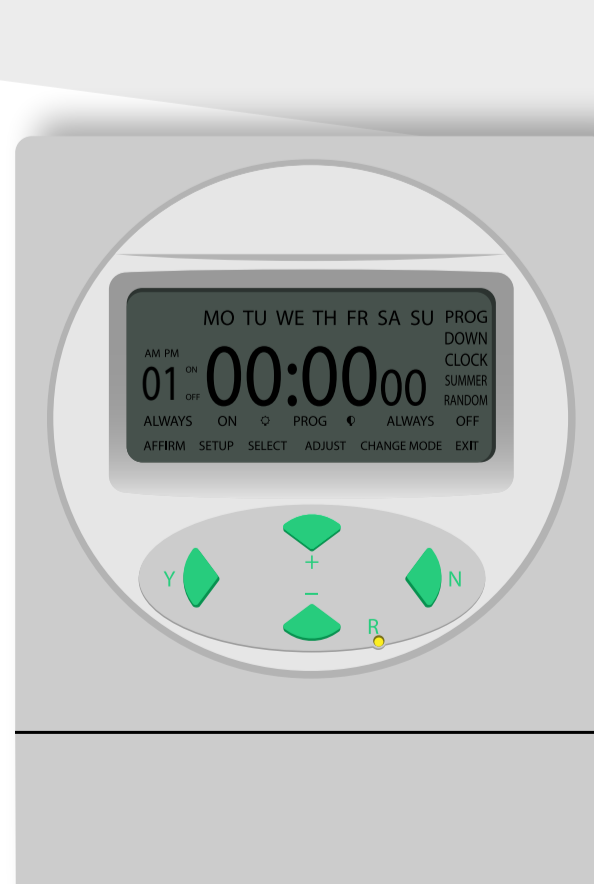 MO TU WE TH FR SA SU PROG
DOWN
AM PM CLOCK
01 ON OFF 00:00 00 SUMMER
RANDOM
ALWAYS ON PROG ALWAYS OFF
AFFIRM SETUP SELECT ADJUST CHANGE MODE EXIT
+
Y N
−
R